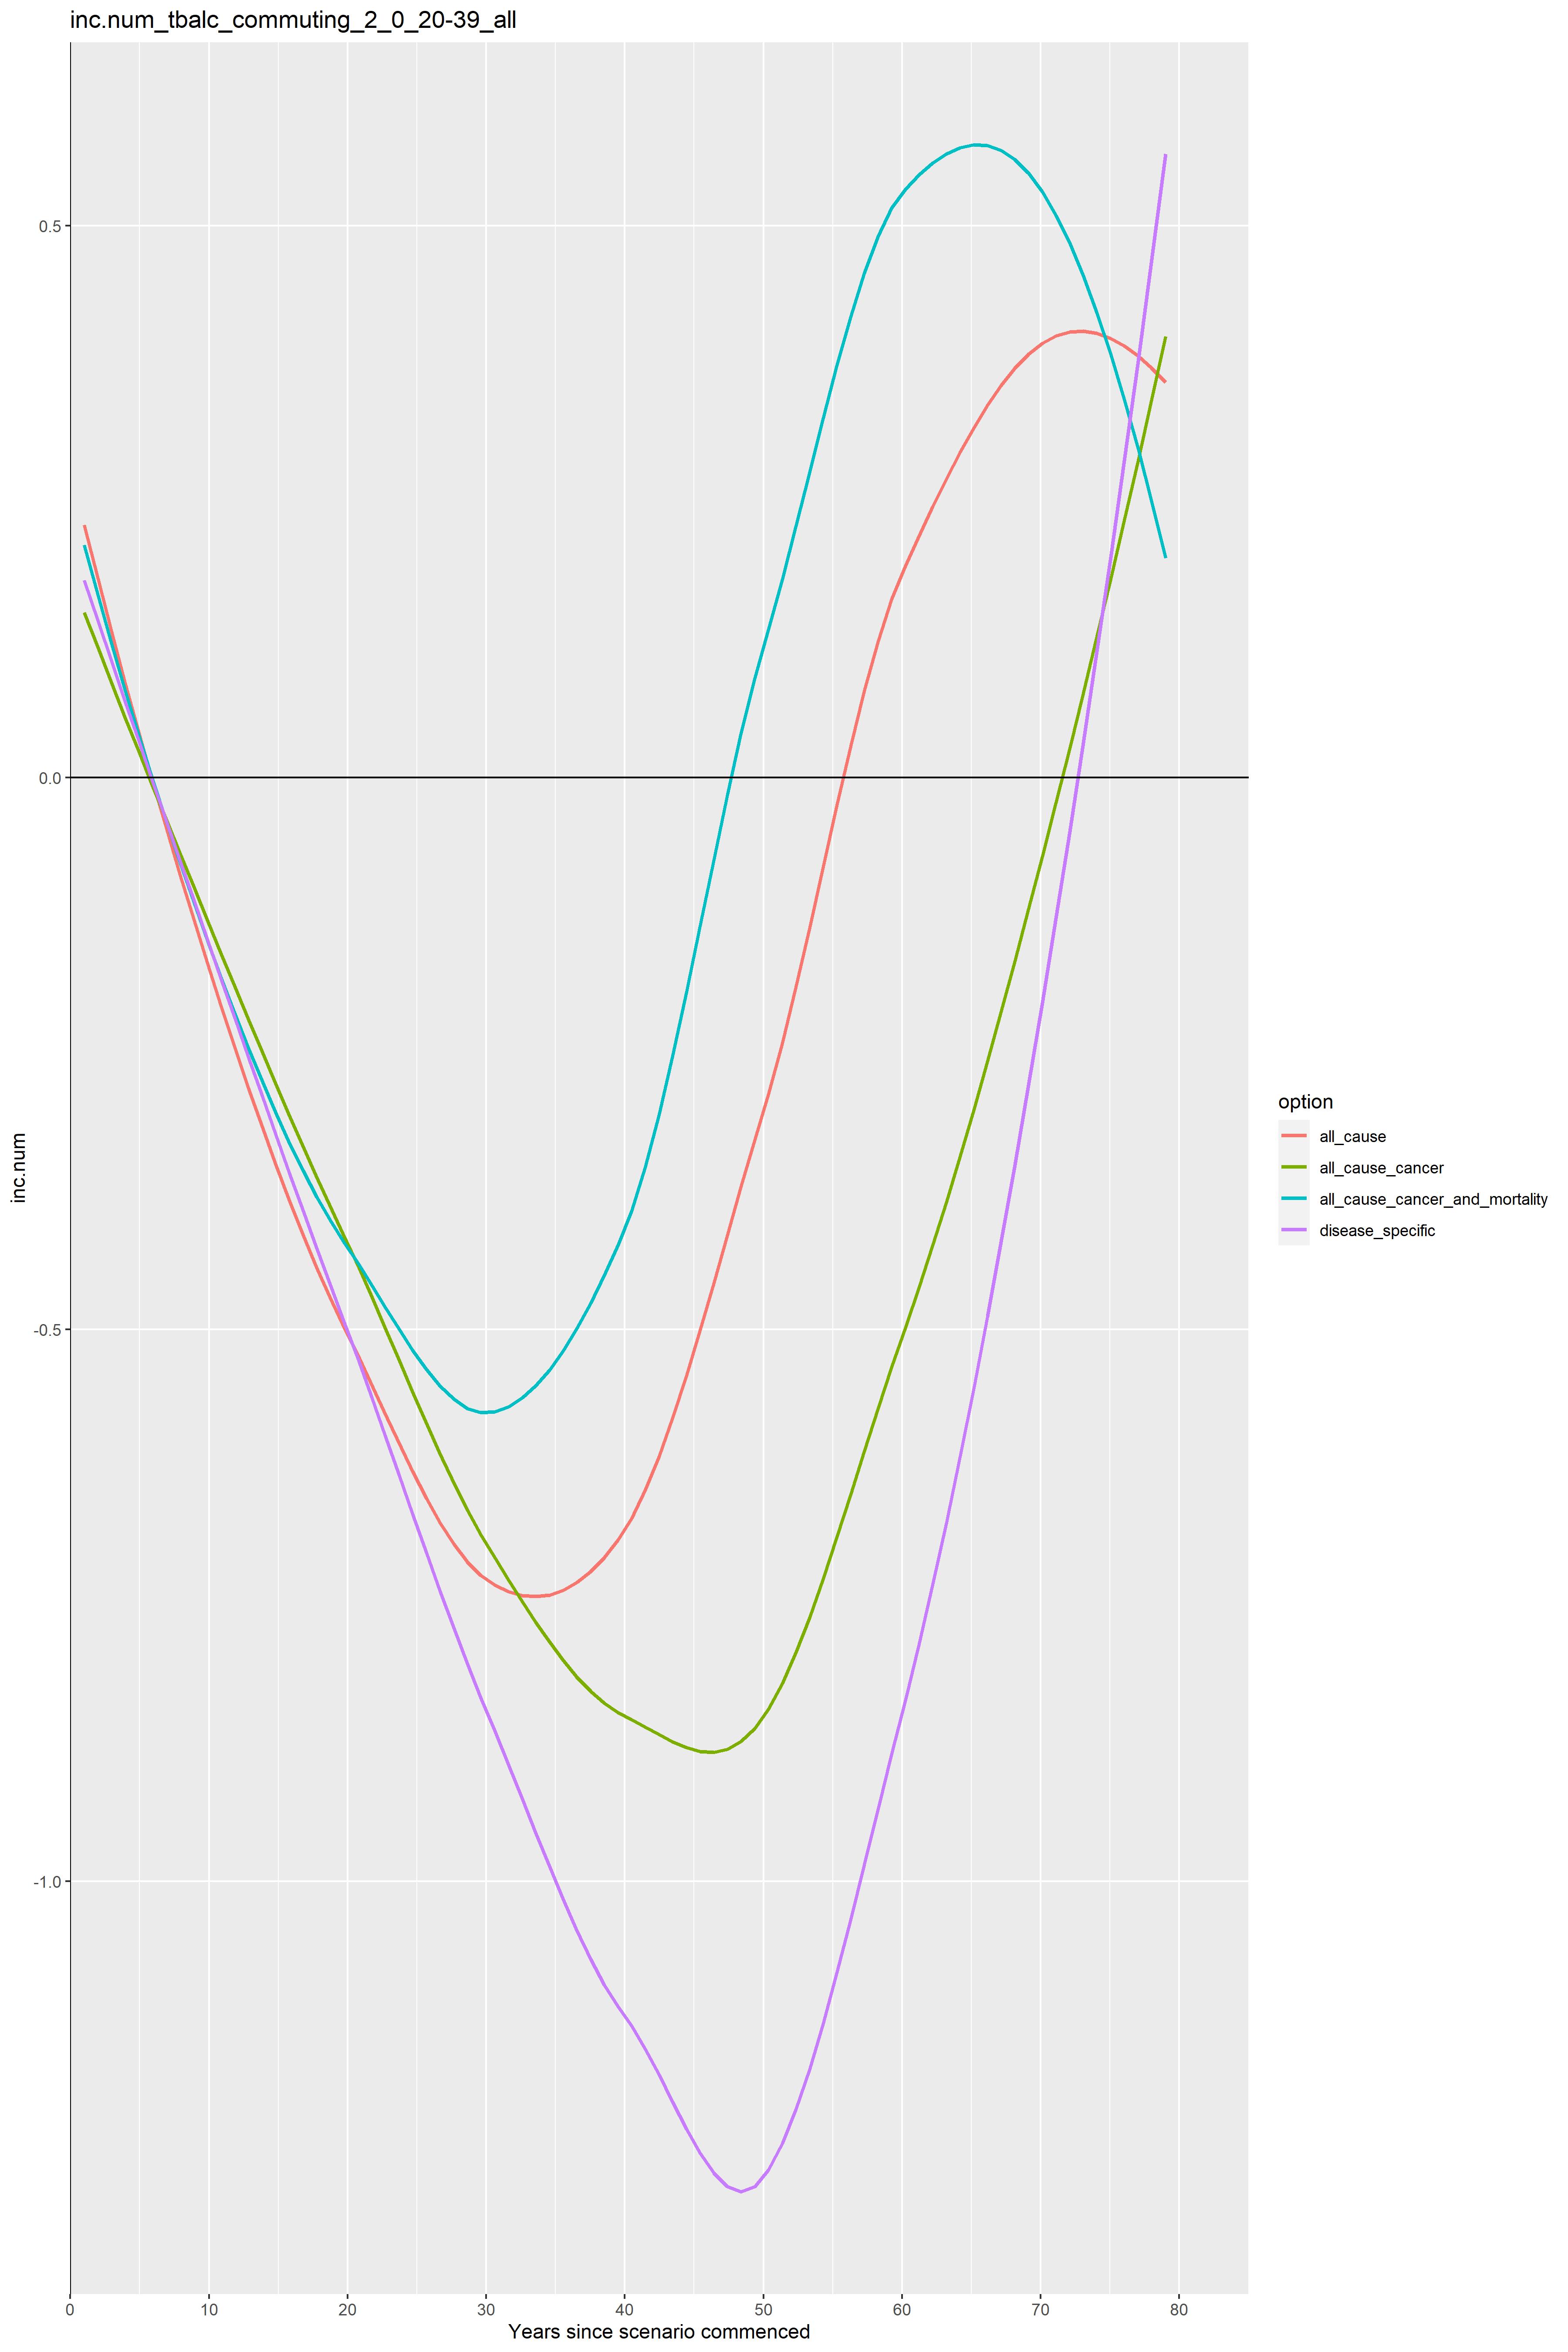 inc.num_tbalc_commuting_2_0_20-39_all
0.5
0.0
-0.5
-1.0
inc.num
0 10 20 30 40 50 60 70 80
Years since scenario commenced
option
all_cause
all_cause_cancer
all_cause_cancer_and_mortality
disease_specific